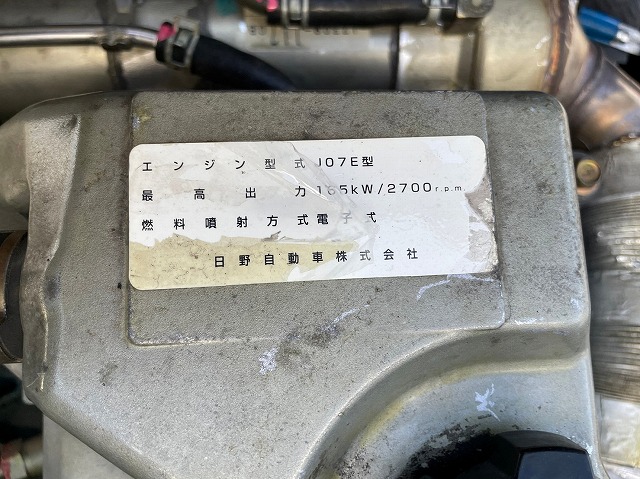 エンジン型式 J07E型
最高出力 165kW/2700r.p.m.
燃料噴射方式 電子式
日野自動車株式会社